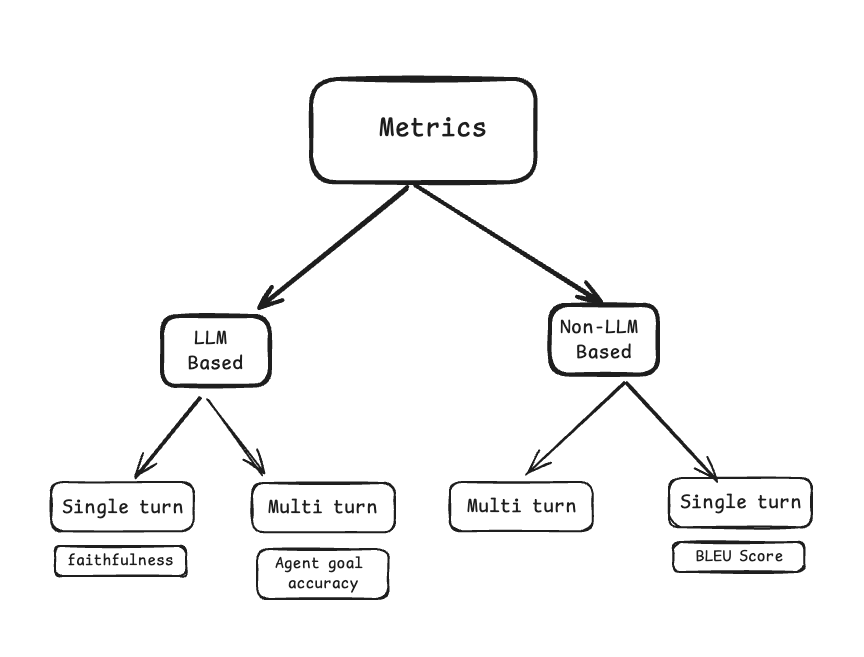 Metrics
LLM
Based
Non-LLM
Based
Single turn
Multi turn
Multi turn
Single turn
faithfulness
Agent goal
accuracy
BLEU Score